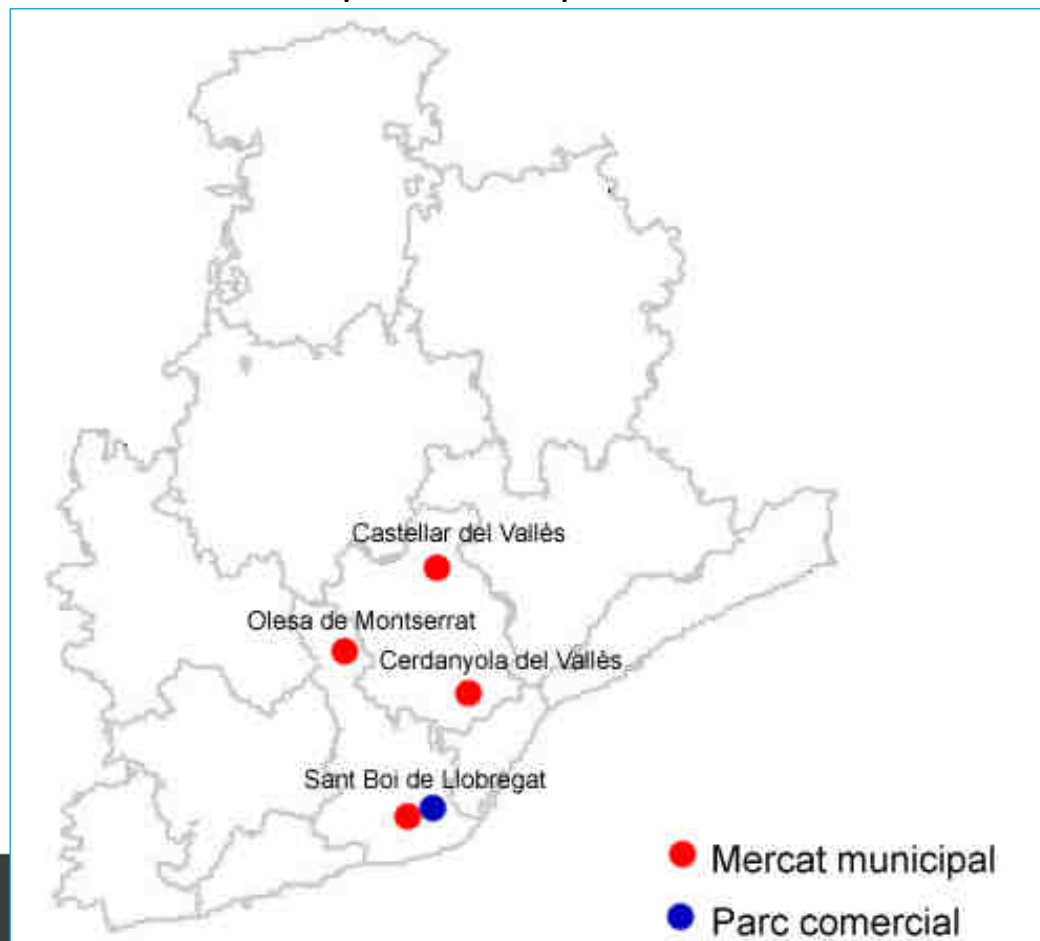 Castellar del Vallès
Olesa de Montserrat
Cerdanyola del Vallès
Sant Boi de Llobregat
Mercat municipal
Parc comercial